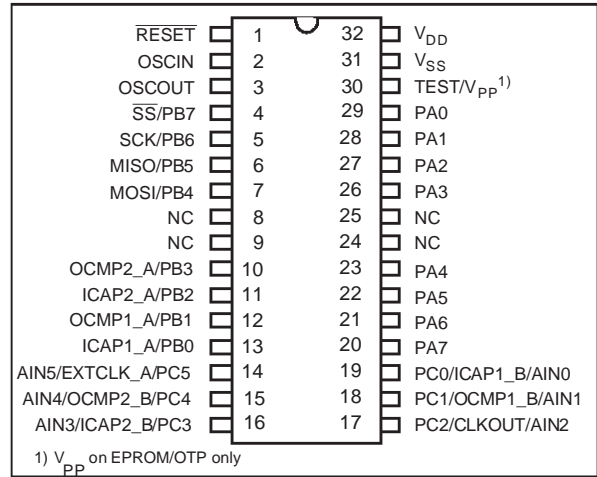 RESET 1 32 VDD
OSCIN 2 31 VSS
OSCOUT 3 30 TEST/VPP1)
SS/PB7 4 29 PA0
SCK/PB6 5 28 PA1
MISO/PB5 6 27 PA2
MOSI/PB4 7 26 PA3
NC 8 25 NC
NC 9 24 NC
OCMP2_A/PB3 10 23 PA4
ICAP2_A/PB2 11 22 PA5
OCMP1_A/PB1 12 21 PA6
ICAP1_A/PB0 13 20 PA7
AIN5/EXTCLK_A/PC5 14 19 PC0/ICAP1_B/AIN0
AIN4/OCMP2_B/PC4 15 18 PC1/OCMP1_B/AIN1
AIN3/ICAP2_B/PC3 16 17 PC2/CLKOUT/AIN2
1) VPP on EPROM/OTP only